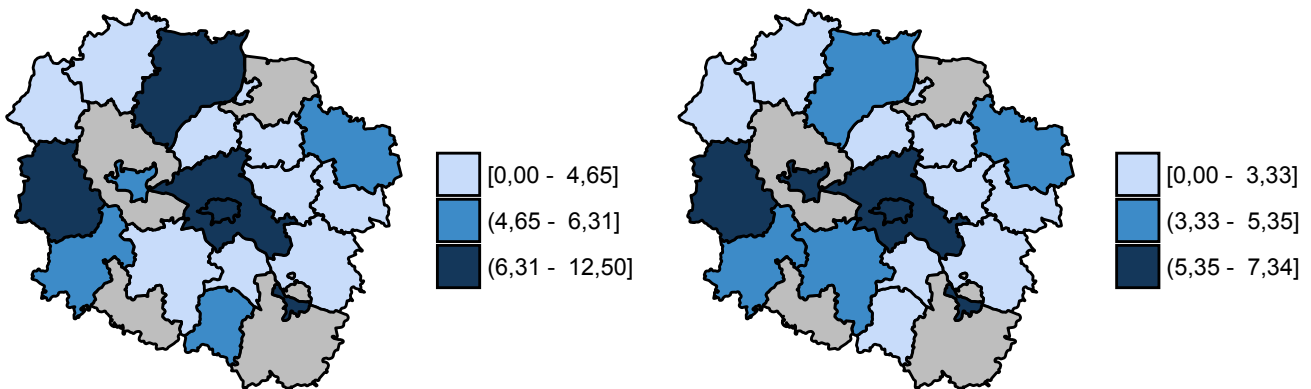 [0,00 -  4,65]
(4,65 -  6,31]
(6,31 - 12,50]
[0,00 -  3,33]
(3,33 -  5,35]
(5,35 -  7,34]